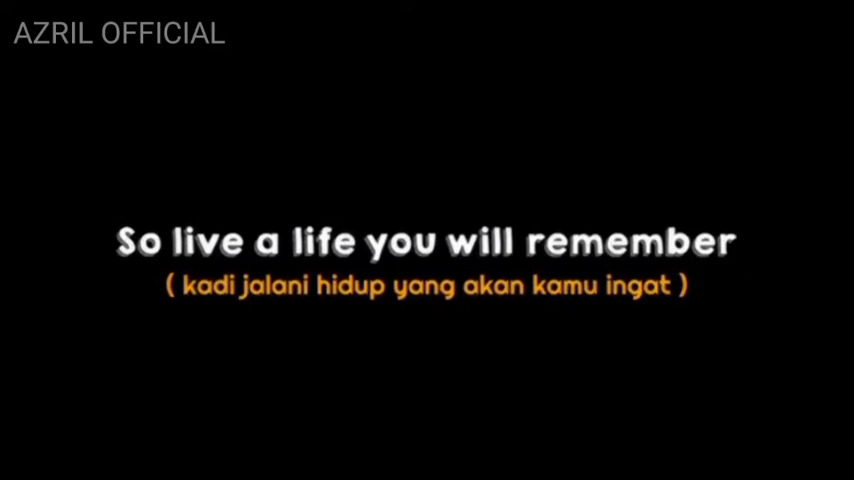 AZRIL OFFICIAL
So live a life you will remember
( kadi jalani hidup yang akan kamu ingat )